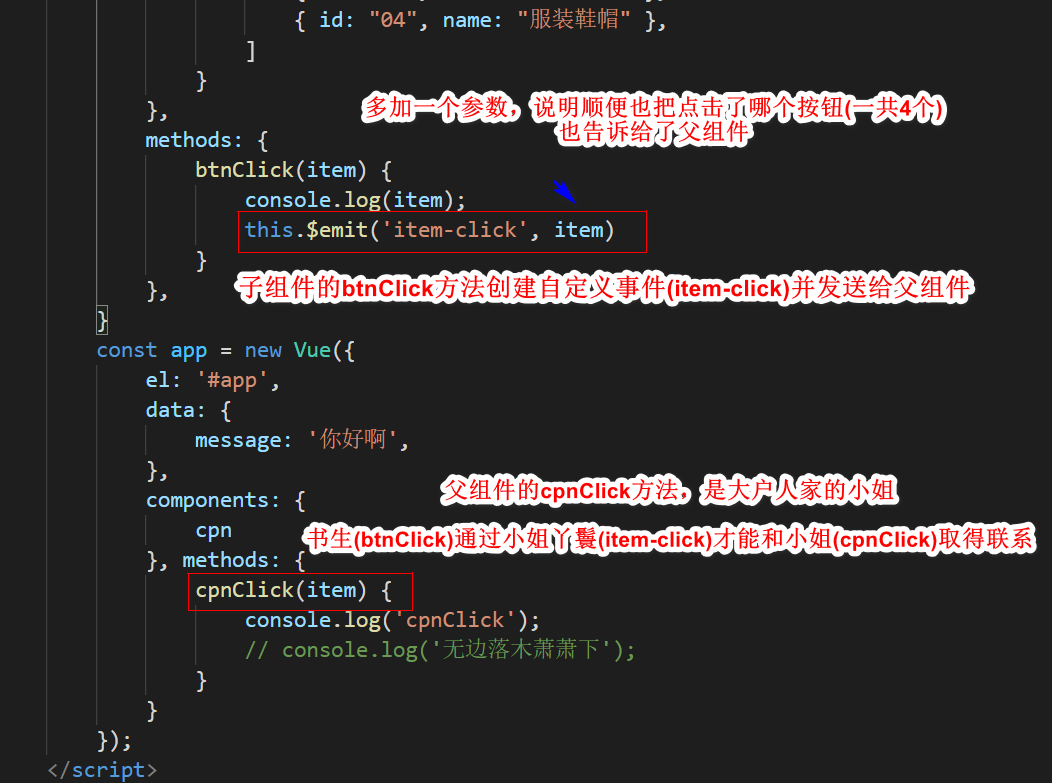 { id: "04", name: "服装鞋帽" },
]
}
},
多加一个参数，说明顺便也把点击了哪个按钮(一共4个)
也告诉给了父组件
methods: {
btnClick(item) {
console.log(item);
this.$emit('item-click', item)
}
},
子组件的btnClick方法创建自定义事件(item-click)并发送给父组件
}
const app = new Vue({
el: '#app',
data: {
message: '你好啊',
},
父组件的cpnClick方法，是大户人家的小姐
components: {
cpn
书生(btnClick)通过小姐丫鬟(item-click)才能和小姐(cpnClick)取得联系
}, methods: {
cpnClick(item) {
console.log('cpnClick');
// console.log('无边落木萧萧下');
}
}
});
</script>